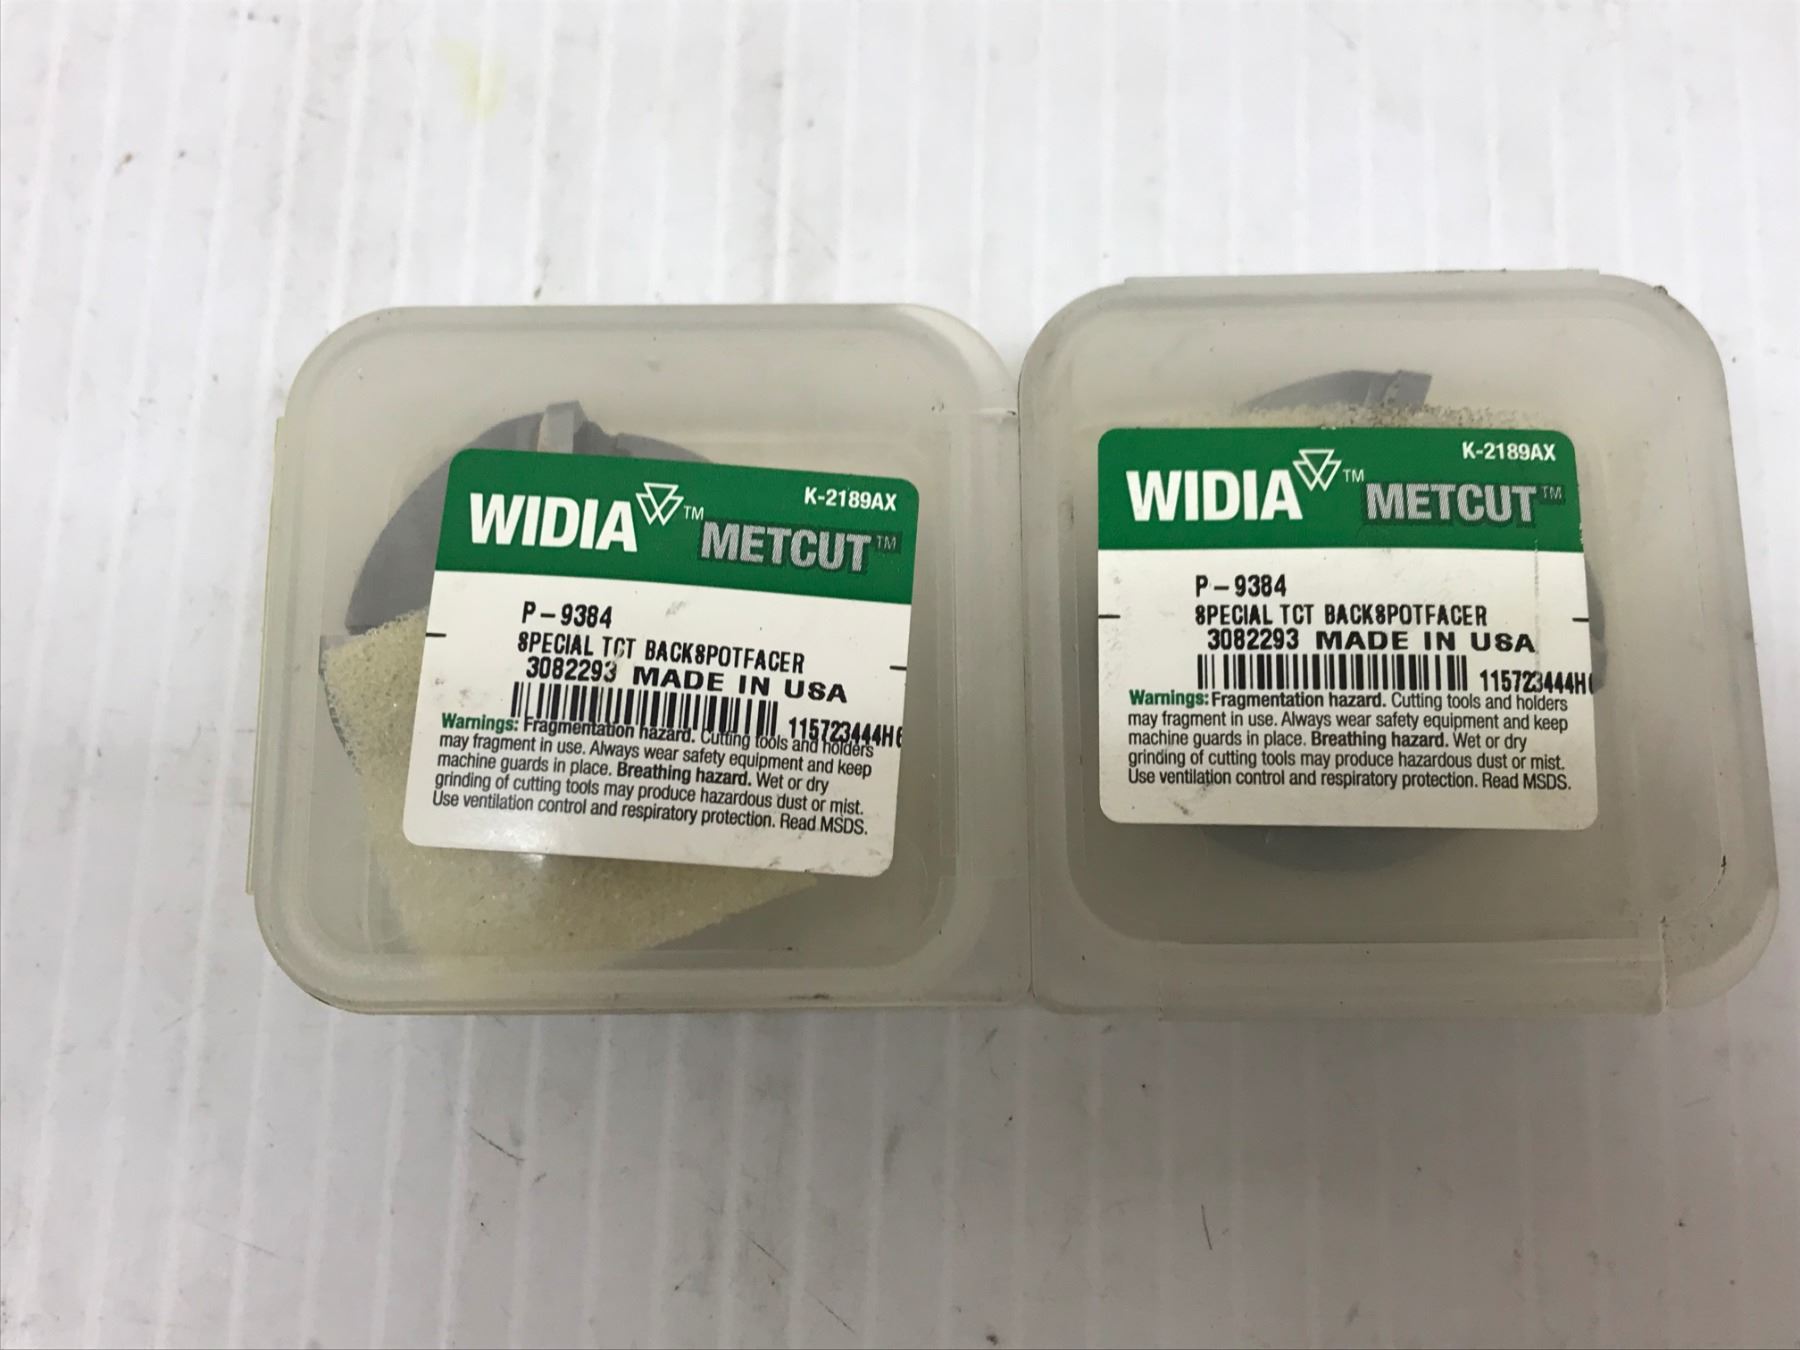 K-2189AX
WIDIA™ METCUT™
P-9384
SPECIAL TCT BACKSPOTFACER
3082293 MADE IN USA
115723444H
Warnings: Fragmentation hazard. Cutting tools and holders
may fragment in use. Always wear safety equipment and keep
machine guards in place. Breathing hazard. Wet or dry
grinding of cutting tools may produce hazardous dust or mist.
Use ventilation control and respiratory protection. Read MSDS.
K-2189AX
WIDIA™ METCUT™
P-9384
SPECIAL TCT BACKSPOTFACER
3082293 MADE IN USA
115723444H
Warnings: Fragmentation hazard. Cutting tools and holders
may fragment in use. Always wear safety equipment and keep
machine guards in place. Breathing hazard. Wet or dry
grinding of cutting tools may produce hazardous dust or mist.
Use ventilation control and respiratory protection. Read MSDS.